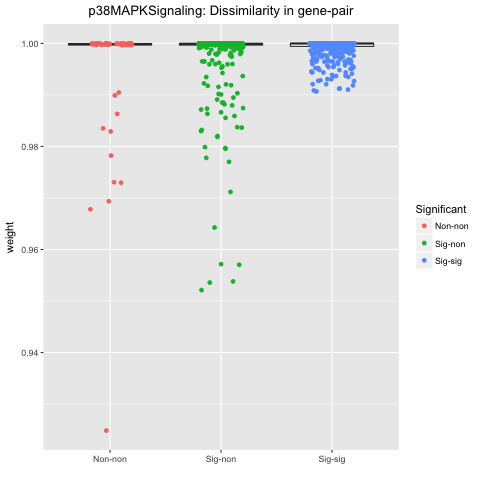 p38MAPKSignaling: Dissimilarity in gene-pair
1.00
0.98
0.96
0.94
weight
Non-non
Sig-non
Sig-sig
Significant
Non-non
Sig-non
Sig-sig